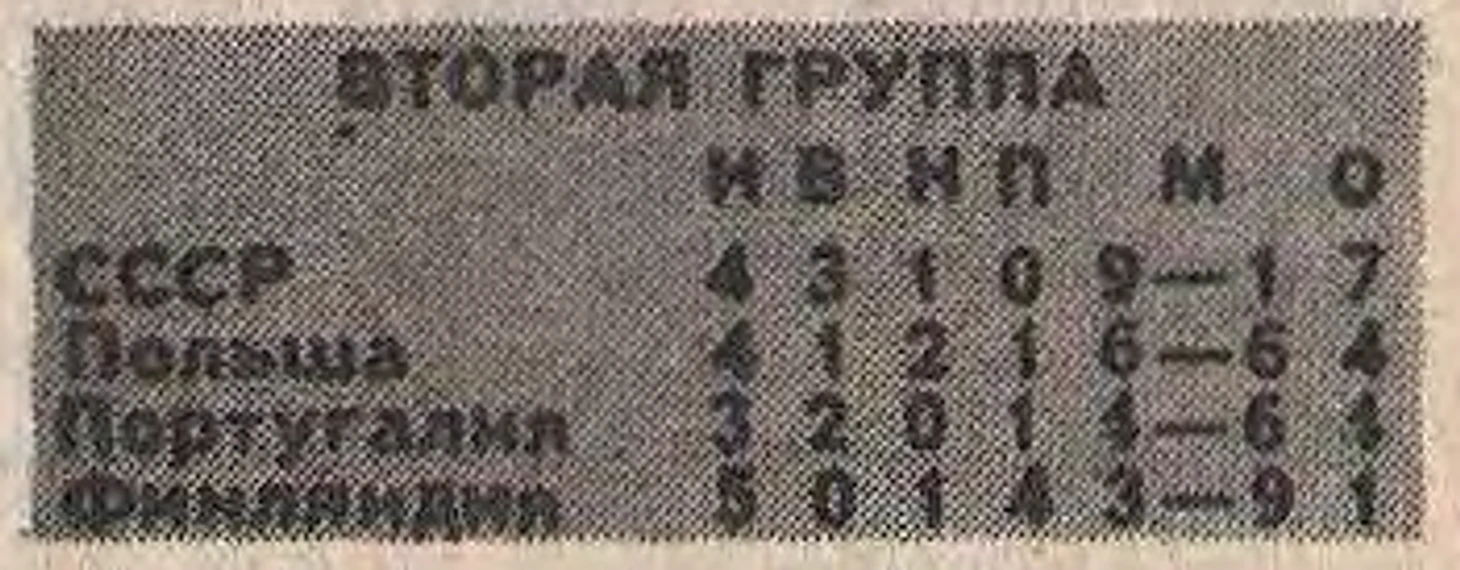 ВТОРАЯ ГРУППА
И В Н П М О
СССР 4 3 1 0 9—1 7
Польша 4 1 2 1 6—6 4
Португалия 3 2 0 1 4—6 4
Финляндия 5 0 1 4 3—9 1